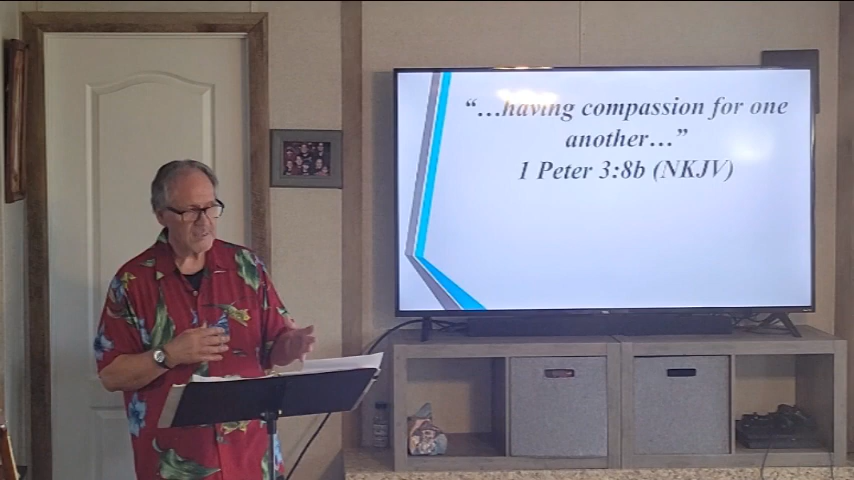 “…having compassion for one
another…”
1 Peter 3:8b (NKJV)